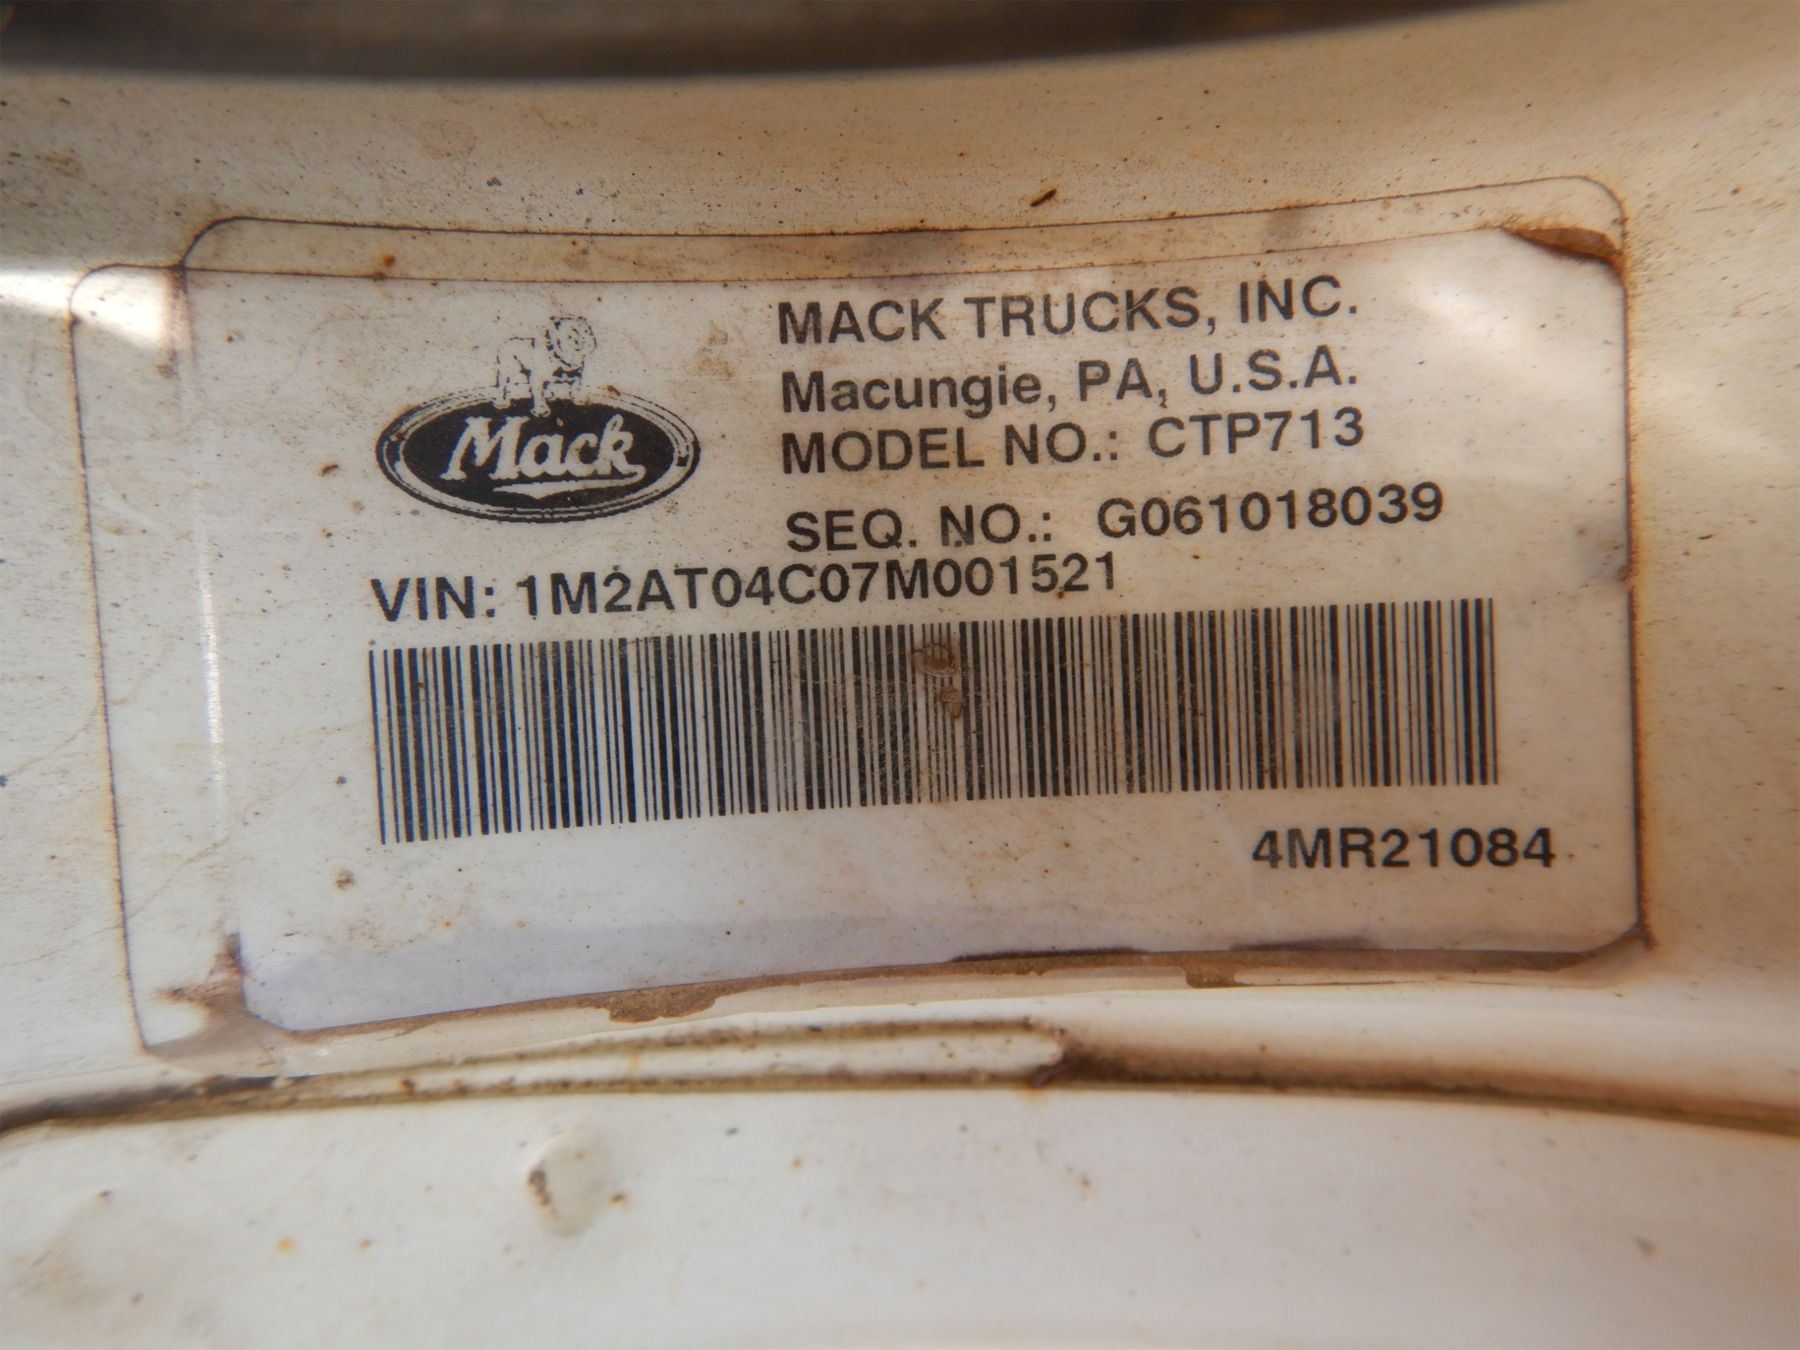 MACK TRUCKS, INC.
Macungie, PA, U.S.A.
Mack
MODEL NO.: CTP713
SEQ. NO.: G061018039
VIN: 1M2AT04C07M001521
4MR21084